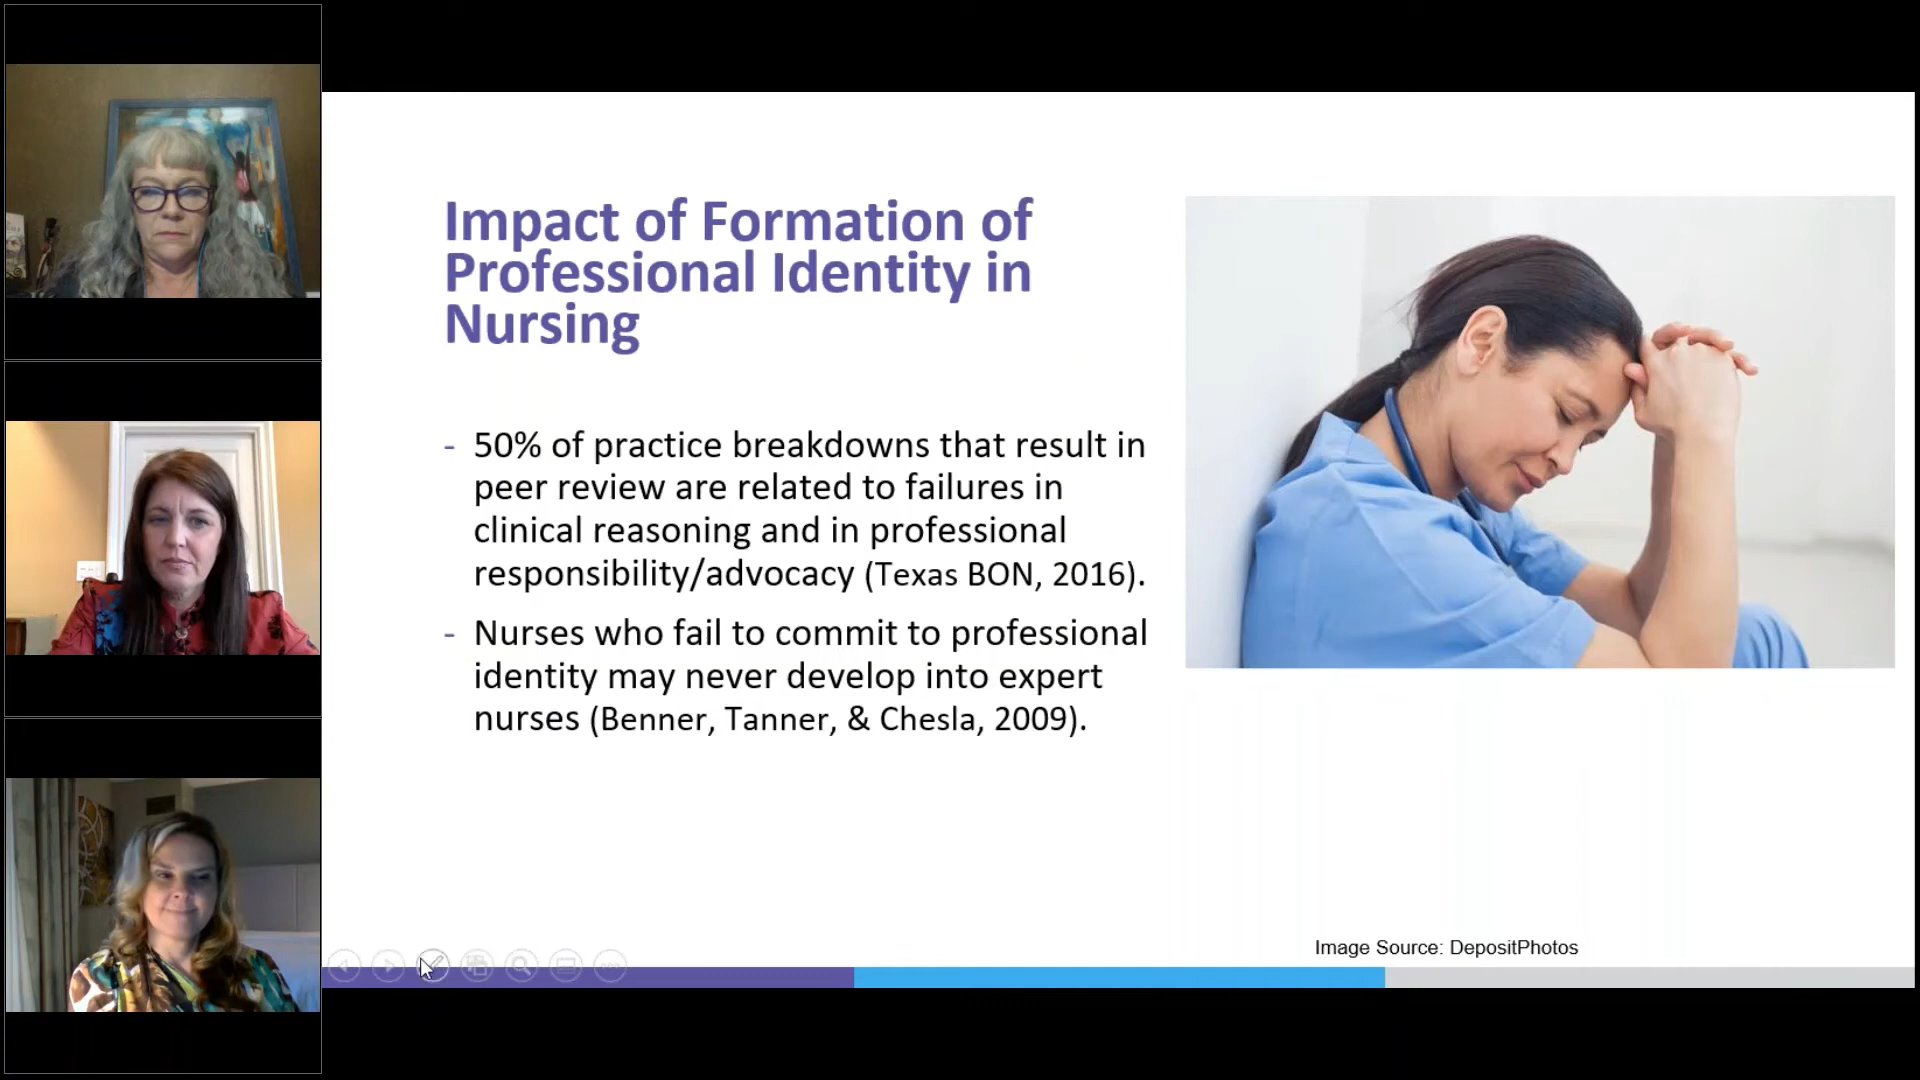 Impact of Formation of
Professional Identity in
Nursing
- 50% of practice breakdowns that result in
peer review are related to failures in
clinical reasoning and in professional
responsibility/advocacy (Texas BON, 2016).
- Nurses who fail to commit to professional
identity may never develop into expert
nurses (Benner, Tanner, & Chesla, 2009).
Image Source: DepositPhotos